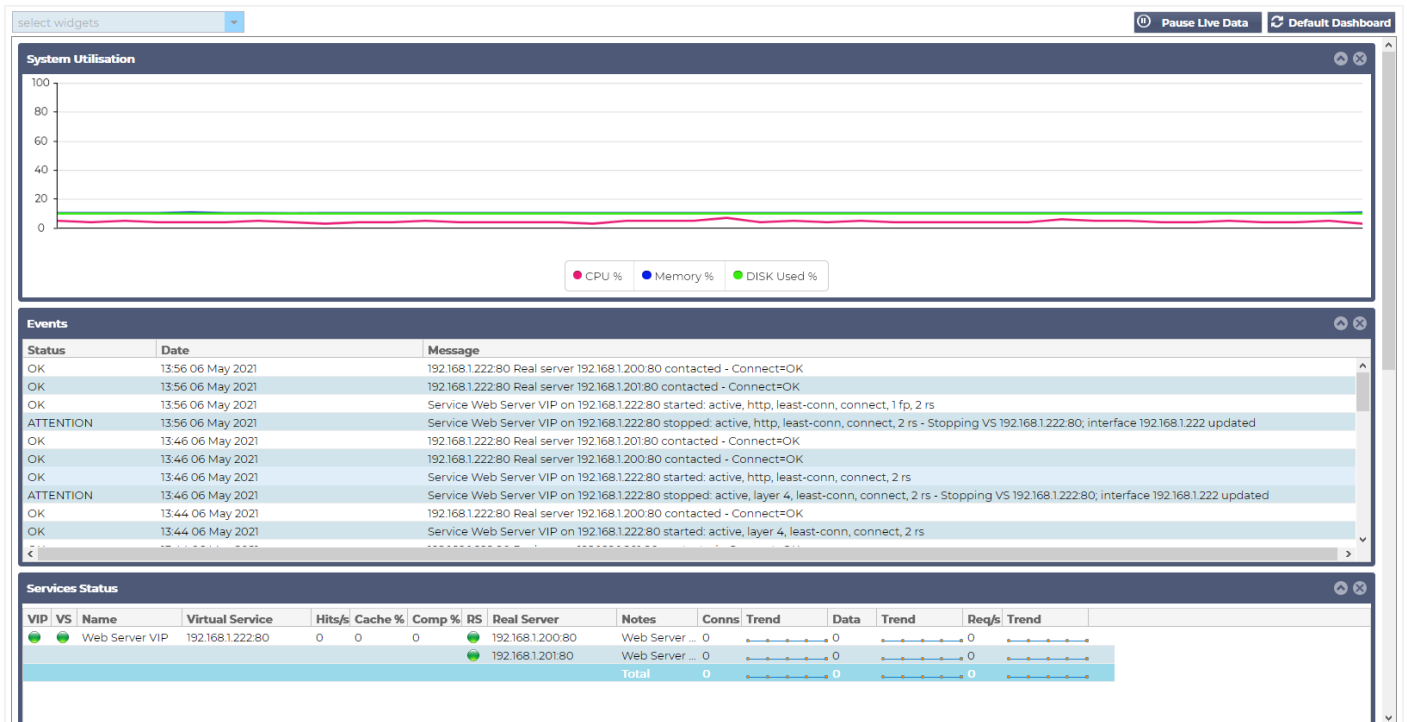 select widgets Pause Live Data Default Dashboard
System Utilisation
100
80
60
40
20
0
CPU % Memory % DISK Used %
Events
Status Date Message
OK 13:56 06 May 2021 192.168.1.222:80 Real server 192.168.1.200:80 contacted - Connect=OK
OK 13:56 06 May 2021 192.168.1.222:80 Real server 192.168.1.201:80 contacted - Connect=OK
OK 13:56 06 May 2021 Service Web Server VIP on 192.168.1.222:80 started: active, http, least-conn, connect, 1 fp, 2 rs
ATTENTION 13:56 06 May 2021 Service Web Server VIP on 192.168.1.222:80 stopped: active, http, least-conn, connect, 2 rs - Stopping VS 192.168.1.222:80; interface 192.168.1.222 updated
OK 13:46 06 May 2021 192.168.1.222:80 Real server 192.168.1.201:80 contacted - Connect=OK
OK 13:46 06 May 2021 192.168.1.222:80 Real server 192.168.1.200:80 contacted - Connect=OK
OK 13:46 06 May 2021 Service Web Server VIP on 192.168.1.222:80 started: active, http, least-conn, connect, 2 rs
ATTENTION 13:46 06 May 2021 Service Web Server VIP on 192.168.1.222:80 stopped: active, layer 4, least-conn, connect, 2 rs - Stopping VS 192.168.1.222:80; interface 192.168.1.222 updated
OK 13:44 06 May 2021 192.168.1.222:80 Real server 192.168.1.200:80 contacted - Connect=OK
OK 13:44 06 May 2021 Service Web Server VIP on 192.168.1.222:80 started: active, layer 4, least-conn, connect, 2 rs
Services Status
VIP VS Name Virtual Service Hits/s Cache % Comp % RS Real Server Notes Conns Trend Data Trend Req/s Trend
Web Server VIP 192.168.1.222:80 0 0 0 192.168.1.200:80 Web Server ... 0 0 0
192.168.1.201:80 Web Server ... 0 0 0
Total 0 0 0